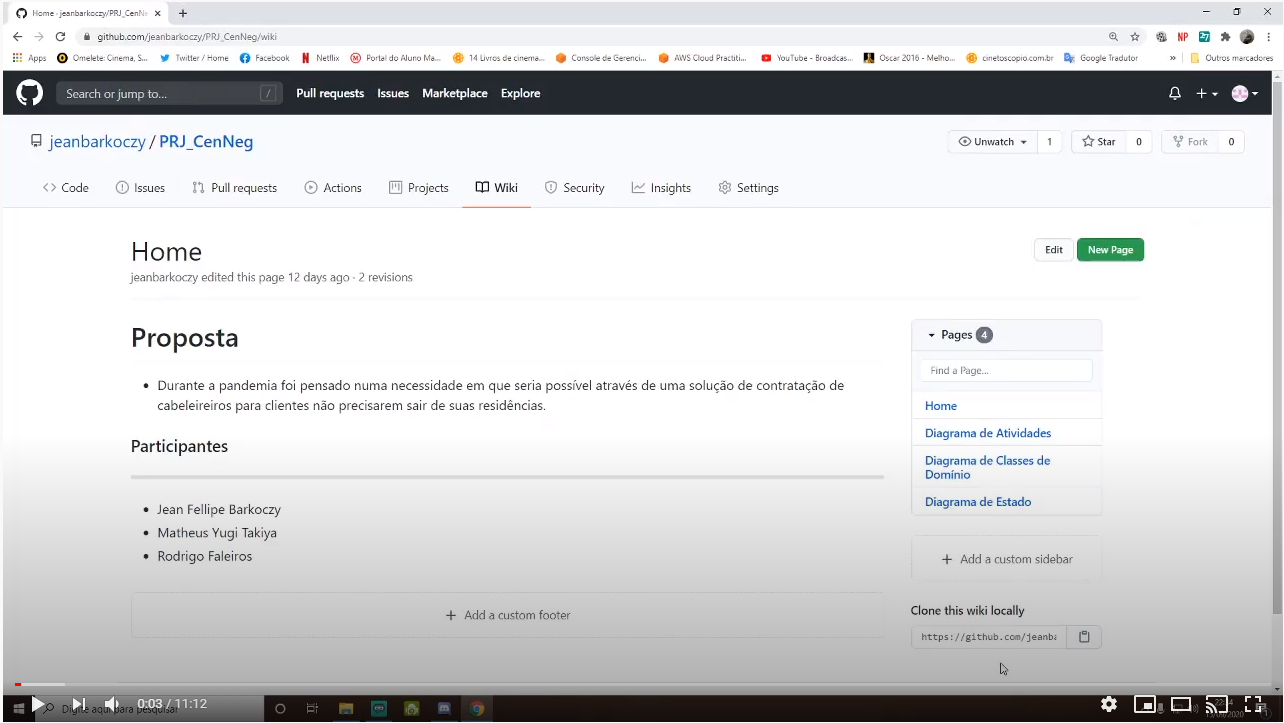 Home · jeanbarkoczy/PRJ_CenN
github.com/jeanbarkoczy/PRJ_CenNeg/wiki
NP 27
Apps Omelete: Cinema, S... Twitter / Home Facebook Netflix Portal do Aluno Ma... 14 Livros de cinema... Console de Gerenci... AWS Cloud Practiti... YouTube - Broadcas... Oscar 2016 - Melho... cinetoscopio.com.br Google Tradutor » Outros marcadores
Search or jump to... / Pull requests Issues Marketplace Explore
jeanbarkoczy / PRJ_CenNeg
Unwatch 1 Star 0 Fork 0
Code Issues Pull requests Actions Projects Wiki Security Insights Settings
Home
Edit New Page
jeanbarkoczy edited this page 12 days ago · 2 revisions
Proposta
• Durante a pandemia foi pensado numa necessidade em que seria possível através de uma solução de contratação de
cabeleireiros para clientes não precisarem sair de suas residências.
Participantes
• Jean Fellipe Barkoczy
• Matheus Yugi Takiya
• Rodrigo Faleiros
+ Add a custom footer
Pages 4
Find a Page...
Home
Diagrama de Atividades
Diagrama de Classes de
Domínio
Diagrama de Estado
+ Add a custom sidebar
Clone this wiki locally
https://github.com/jeanba
0:03 / 11:12
Digite aqui para pesquisar